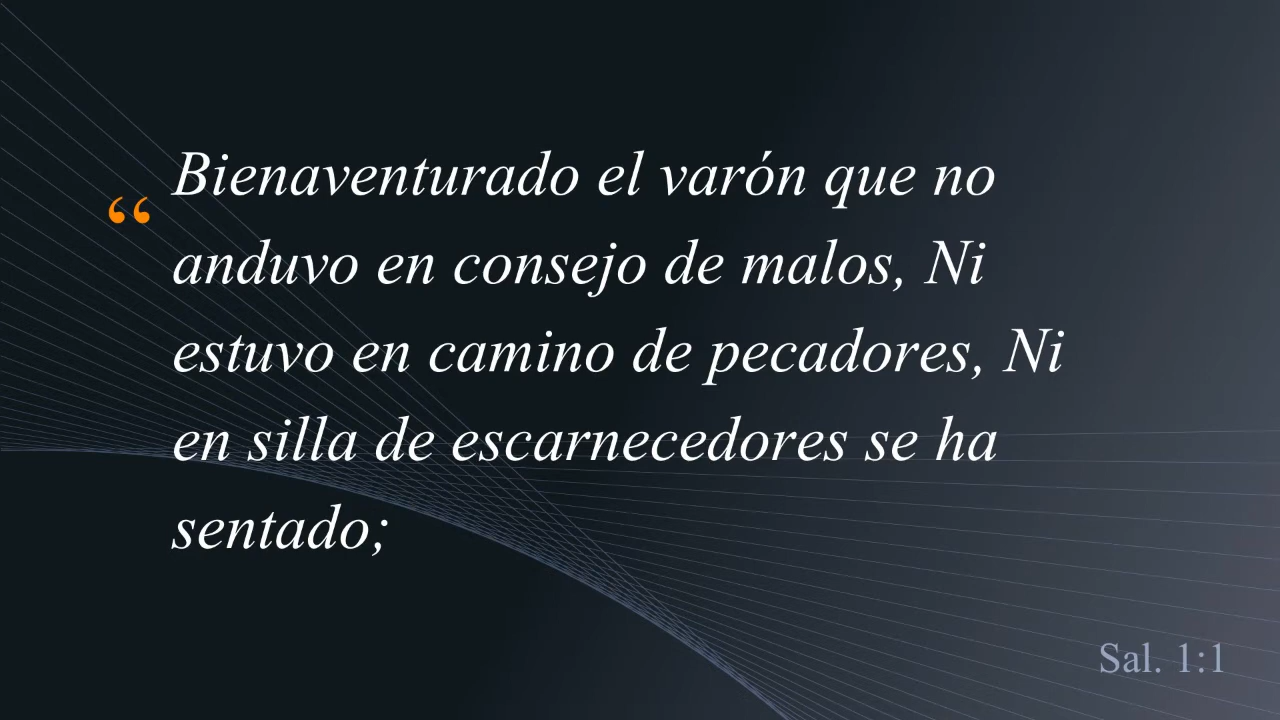 “Bienaventurado el varón que no
anduvo en consejo de malos, Ni
estuvo en camino de pecadores, Ni
en silla de escarnecedores se ha
sentado;
Sal. 1:1